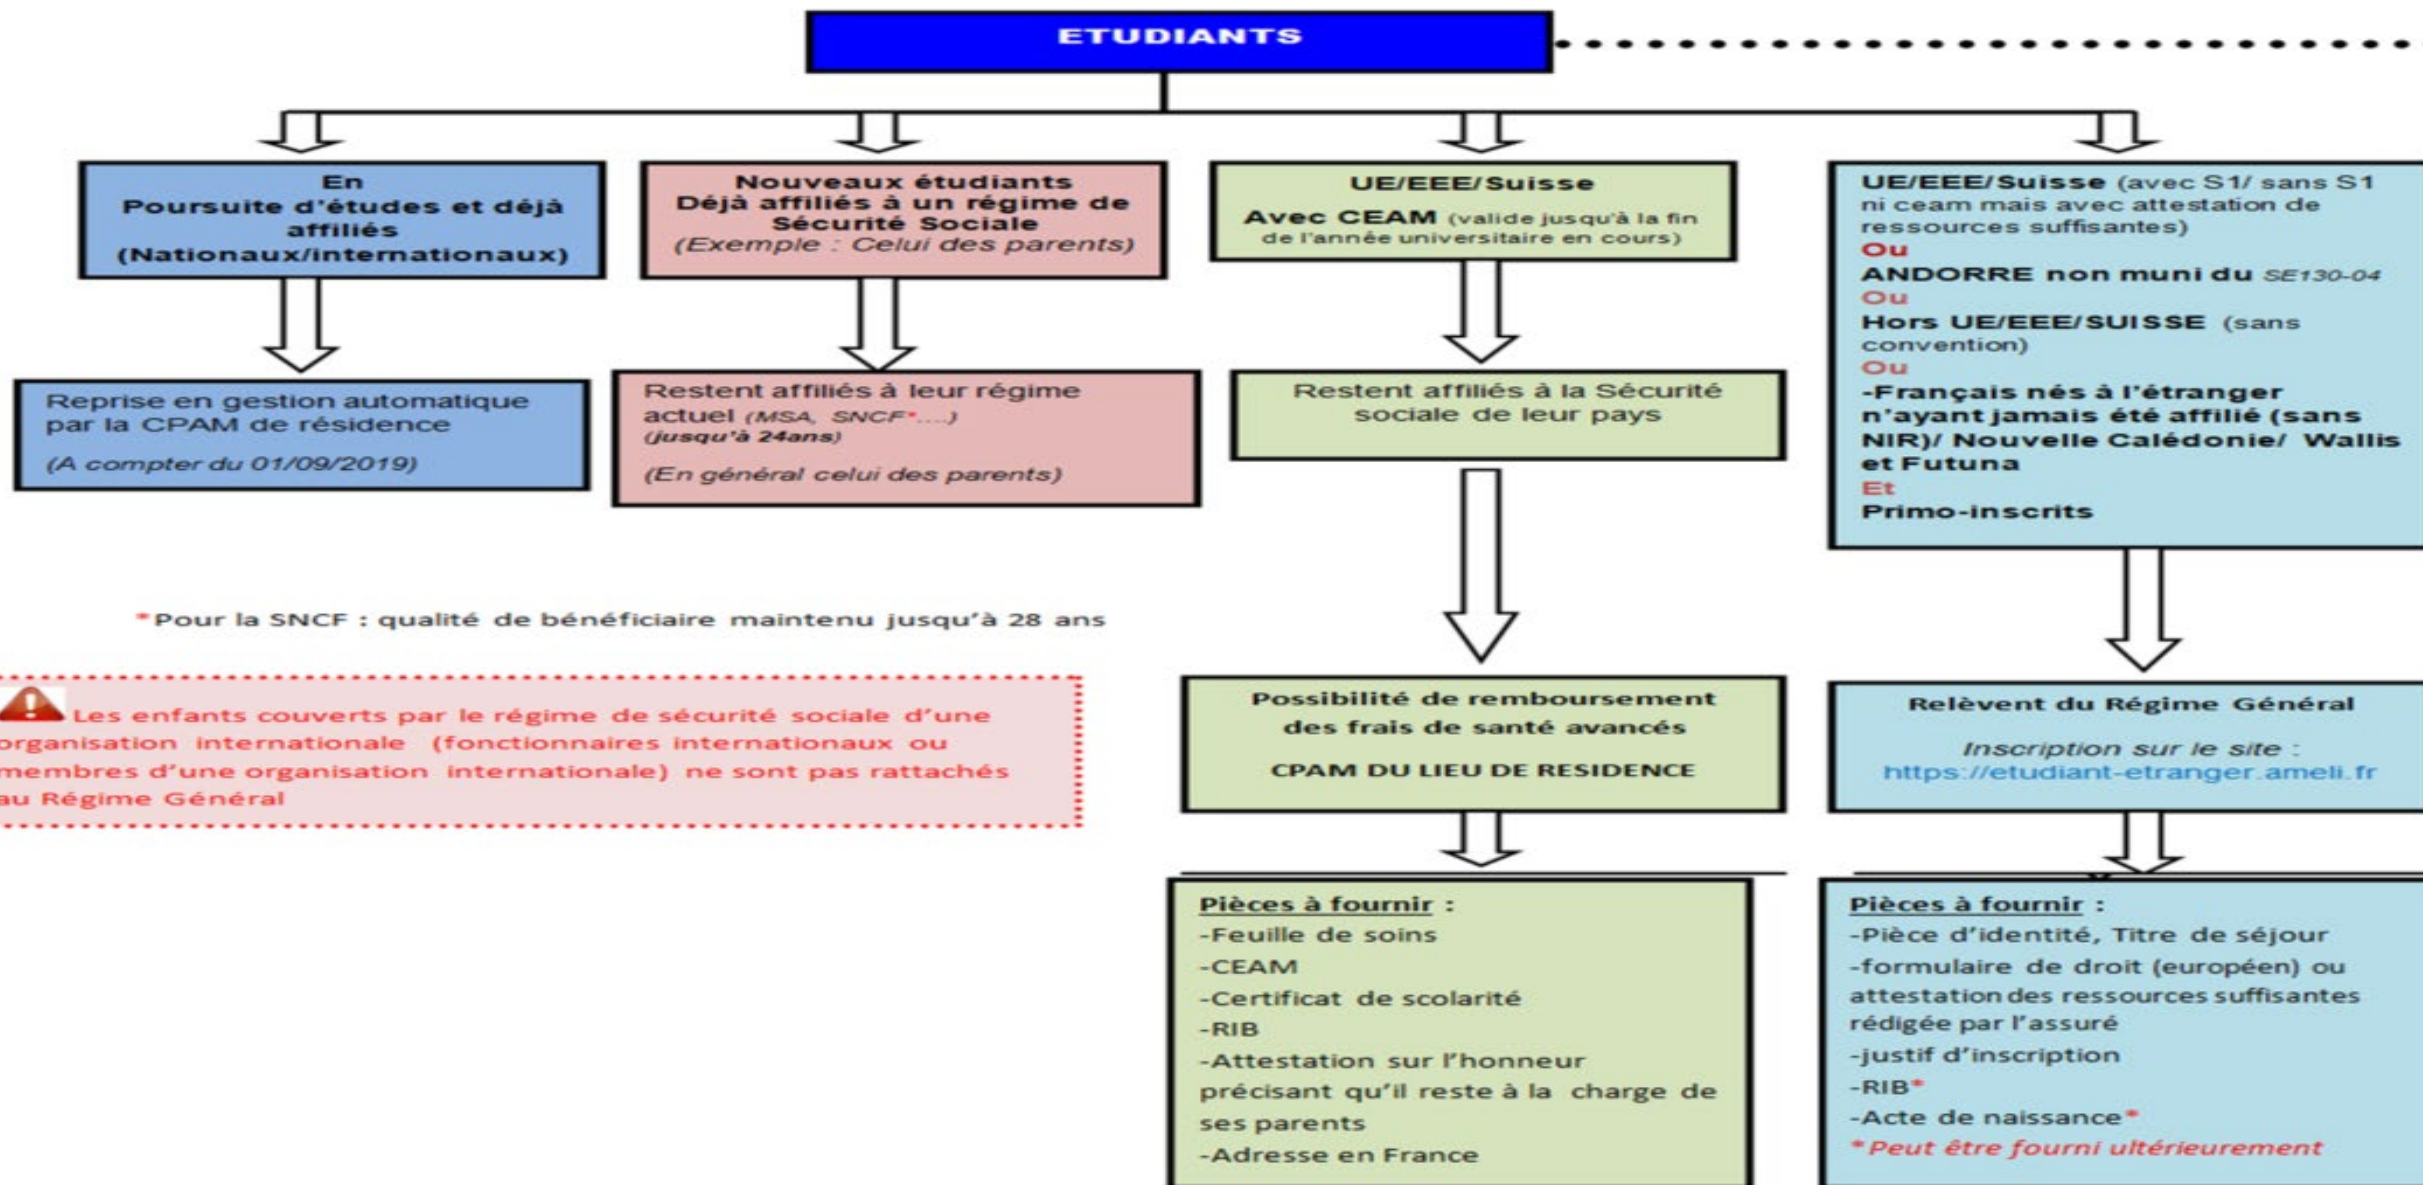 ETUDIANTS
En
Poursuite d'études et déjà
affiliés
(Nationaux/internationaux)
Reprise en gestion automatique
par la CPAM de résidence
(A compter du 01/09/2019)
Nouveaux étudiants
Déjà affiliés à un régime de
Sécurité Sociale
(Exemple : Celui des parents)
Restent affiliés à leur régime
actuel (MSA, SNCF*....)
(jusqu'à 24ans)
(En général celui des parents)
*Pour la SNCF : qualité de bénéficiaire maintenu jusqu'à 28 ans
Les enfants couverts par le régime de sécurité sociale d'une
organisation internationale (fonctionnaires internationaux ou
membres d'une organisation internationale) ne sont pas rattachés
au Régime Général
UE/EEE/Suisse
Avec CEAM (valide jusqu'à la fin
de l'année universitaire en cours)
Restent affiliés à la Sécurité
sociale de leur pays
Possibilité de remboursement
des frais de santé avancés
CPAM DU LIEU DE RESIDENCE
Pièces à fournir :
-Feuille de soins
-CEAM
-Certificat de scolarité
-RIB
-Attestation sur l'honneur
précisant qu'il reste à la charge de
ses parents
-Adresse en France
UE/EEE/Suisse (avec S1/ sans S1
ni ceam mais avec attestation de
ressources suffisantes)
Ou
ANDORRE non muni du SE130-04
Ou
Hors UE/EEE/SUISSE (sans
convention)
Ou
-Français nés à l'étranger
n'ayant jamais été affilié (sans
NIR)/ Nouvelle Calédonie/ Wallis
et Futuna
Et
Primo-inscrits
Relèvent du Régime Général
Inscription sur le site :
https://etudiant-etranger.ameli.fr
Pièces à fournir :
-Pièce d'identité, Titre de séjour
-formulaire de droit (européen) ou
attestation des ressources suffisantes
rédigée par l'assuré
-justif d'inscription
-RIB*
-Acte de naissance*
*Peut être fourni ultérieurement